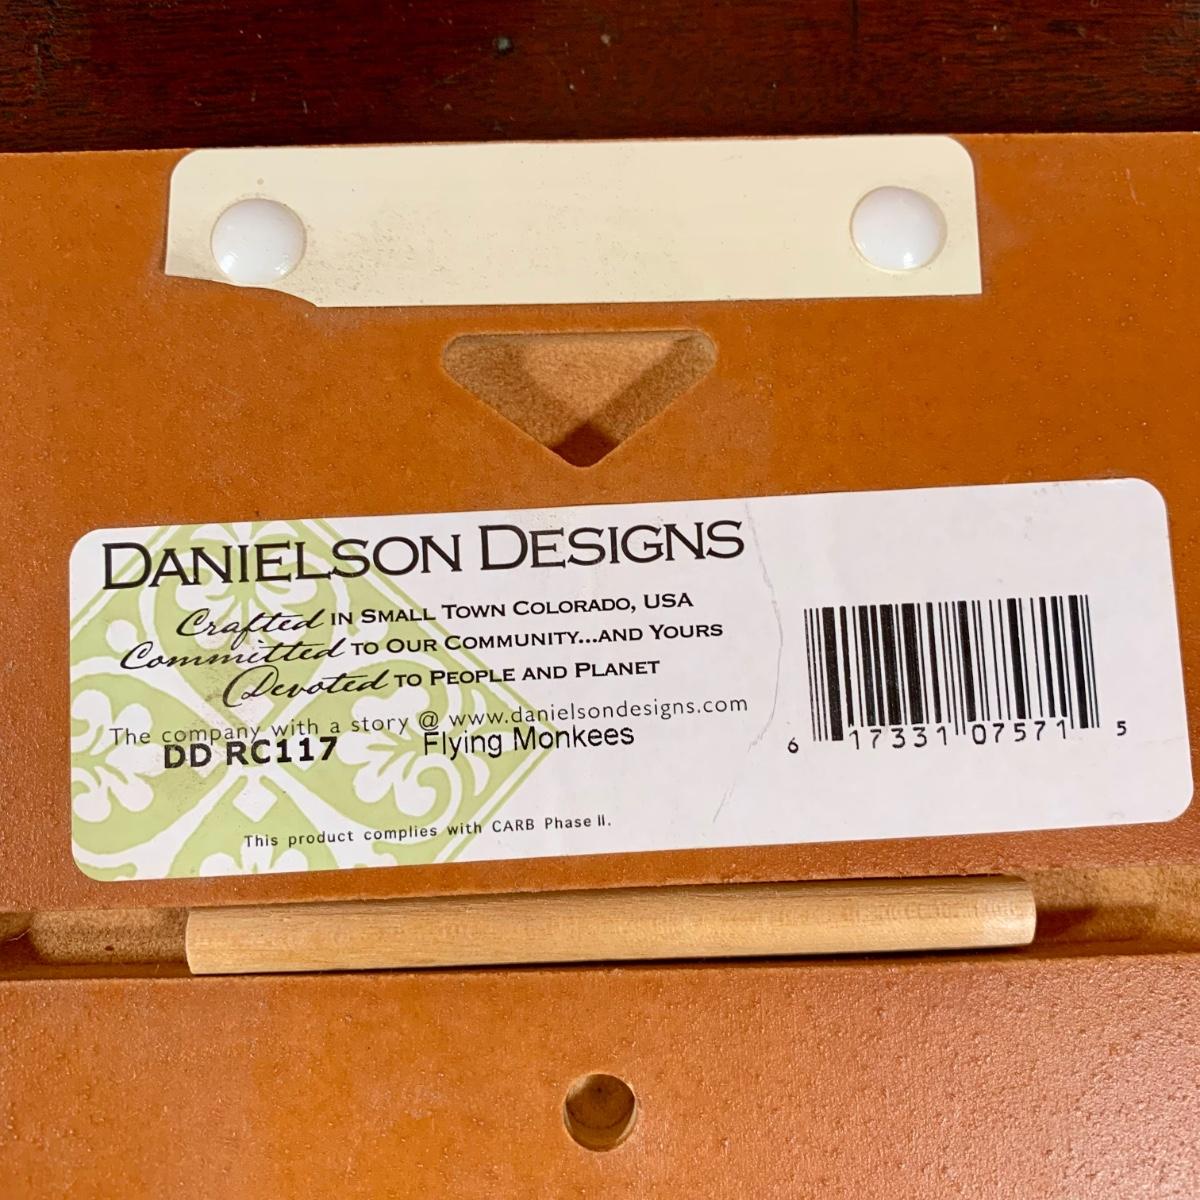 DANIELSON DESIGNS
Crafted IN SMALL TOWN COLORADO, USA
Committed TO OUR COMMUNITY...AND YOURS
Devoted TO PEOPLE AND PLANET
The company with a story @ www.danielsondesigns.com
DD RC117 Flying Monkees
This product complies with CARB Phase II.
6 17331 07571 5